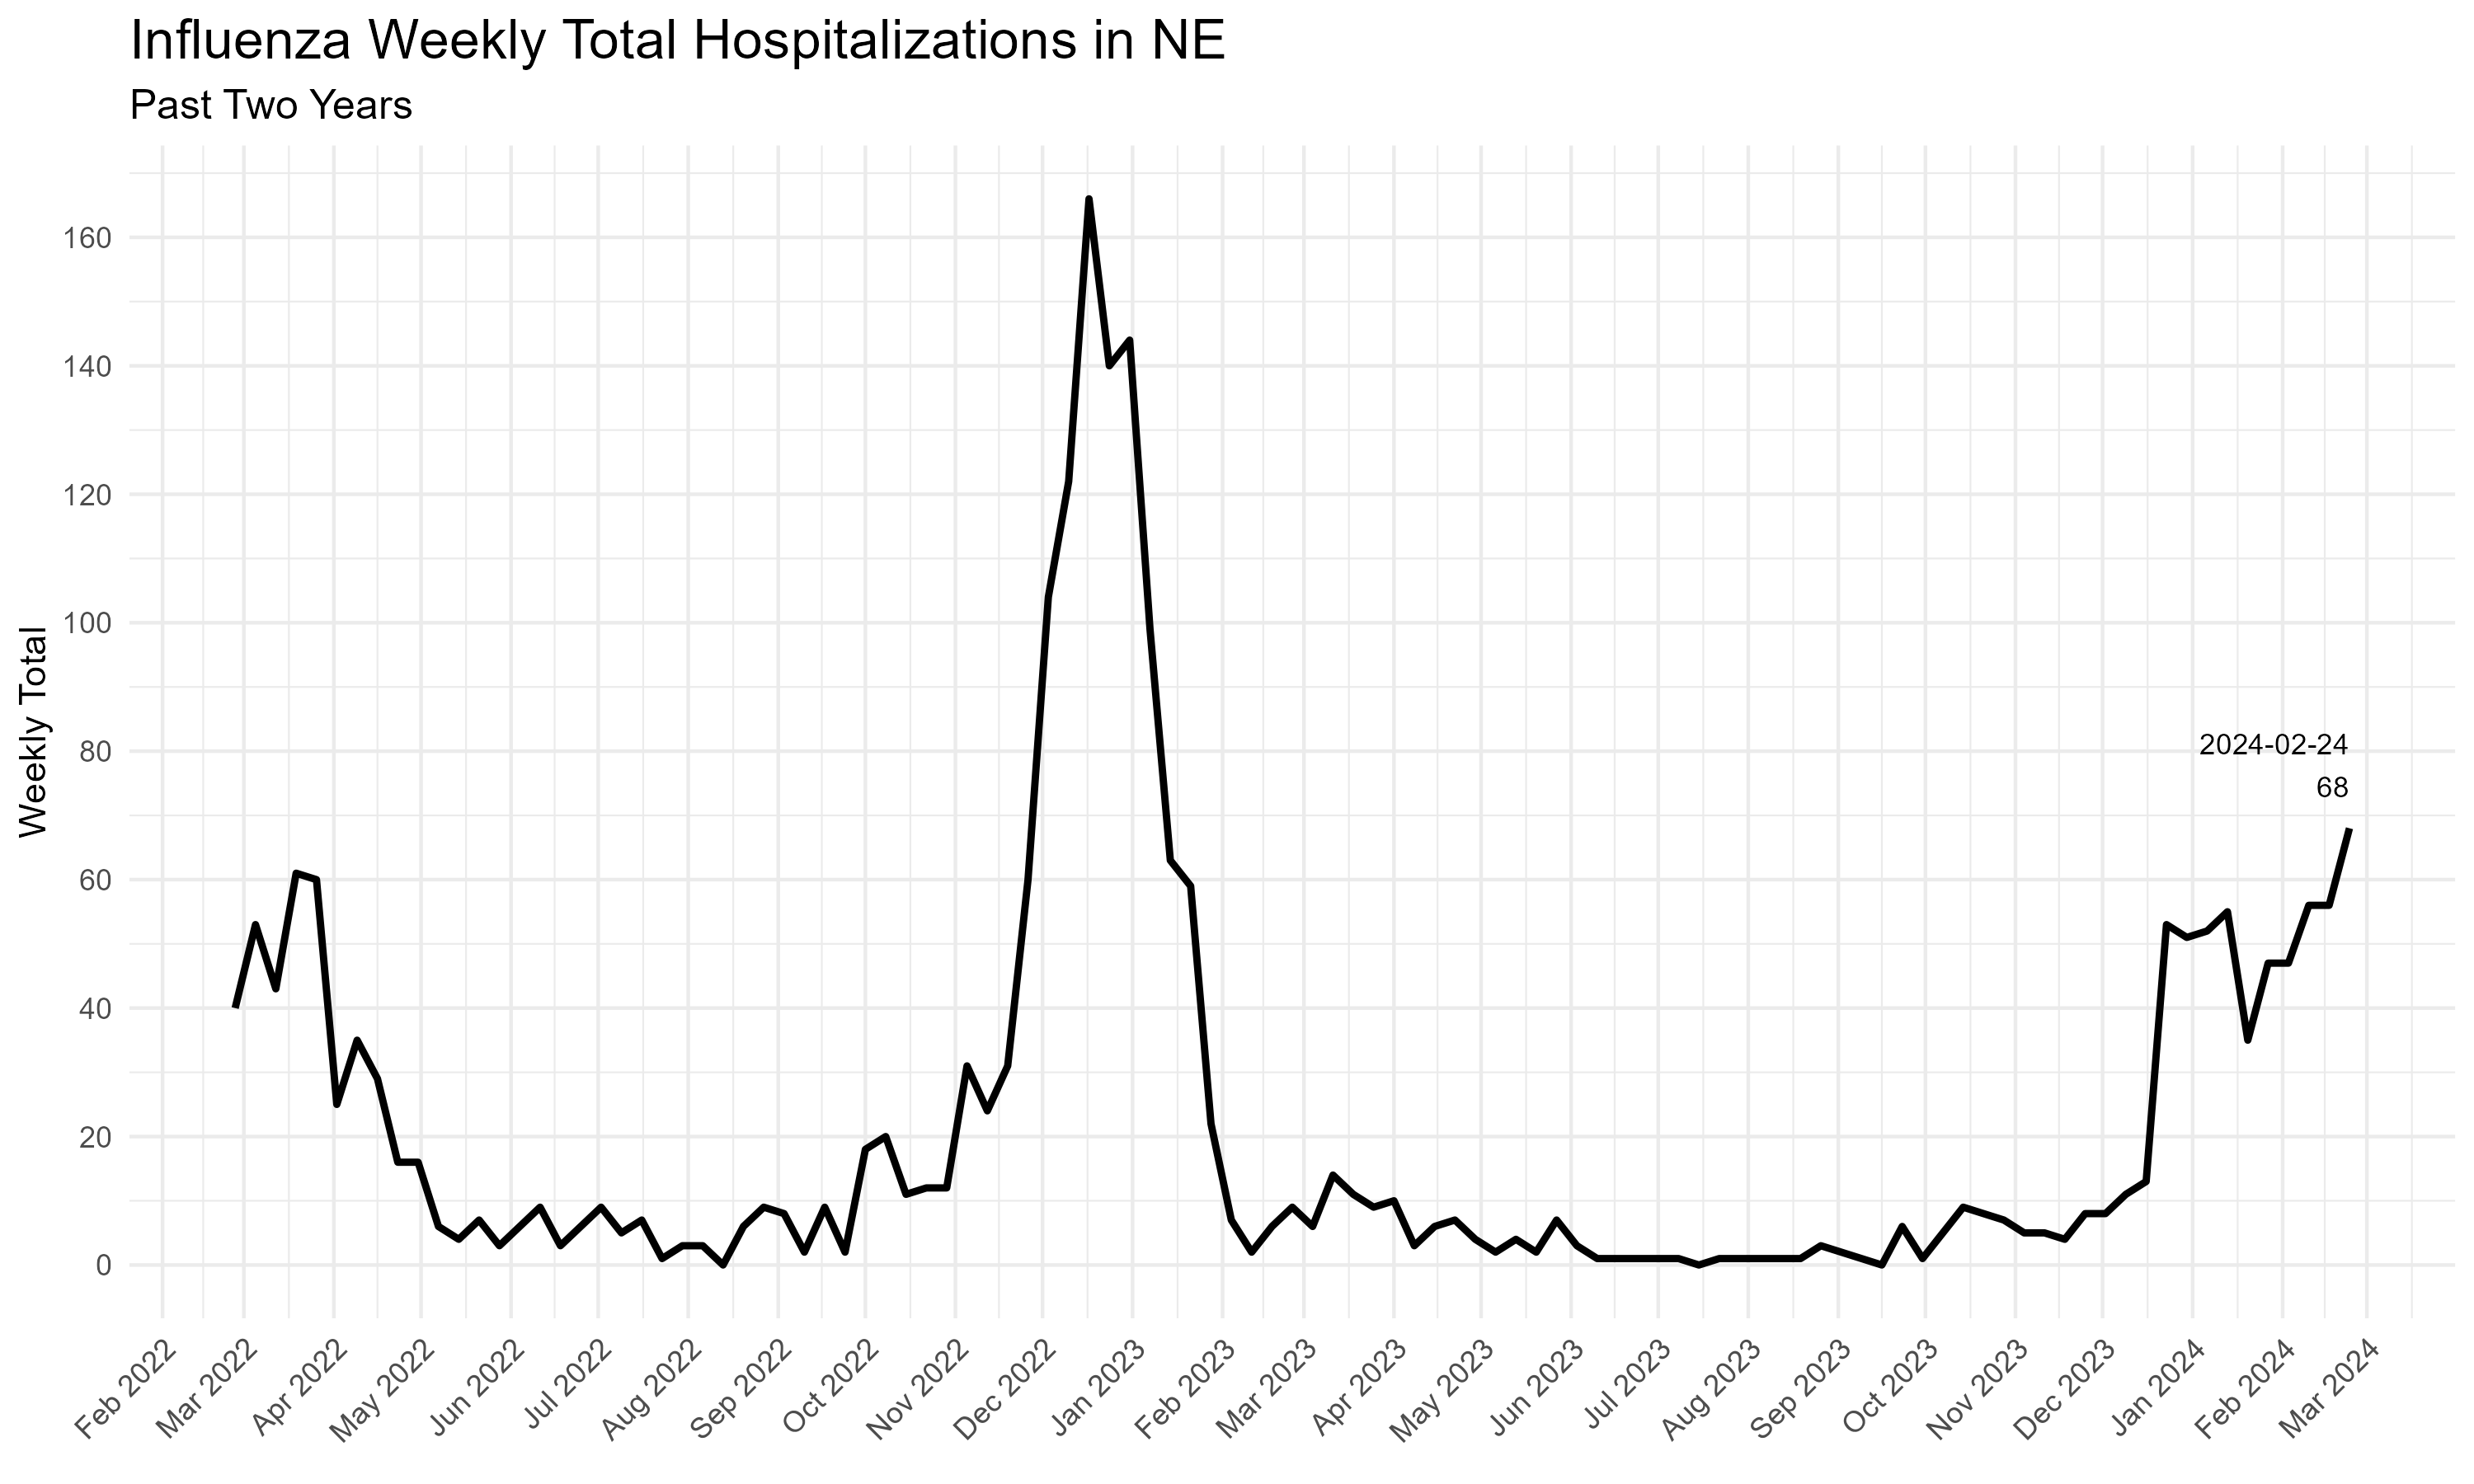 Influenza Weekly Total Hospitalizations in NE
Past Two Years
Weekly Total
160
140
120
100
80
60
40
20
0
2024-02-24
68
Feb 2022
Mar 2022
Apr 2022
May 2022
Jun 2022
Jul 2022
Aug 2022
Sep 2022
Oct 2022
Nov 2022
Dec 2022
Jan 2023
Feb 2023
Mar 2023
Apr 2023
May 2023
Jun 2023
Jul 2023
Aug 2023
Sep 2023
Oct 2023
Nov 2023
Dec 2023
Jan 2024
Feb 2024
Mar 2024